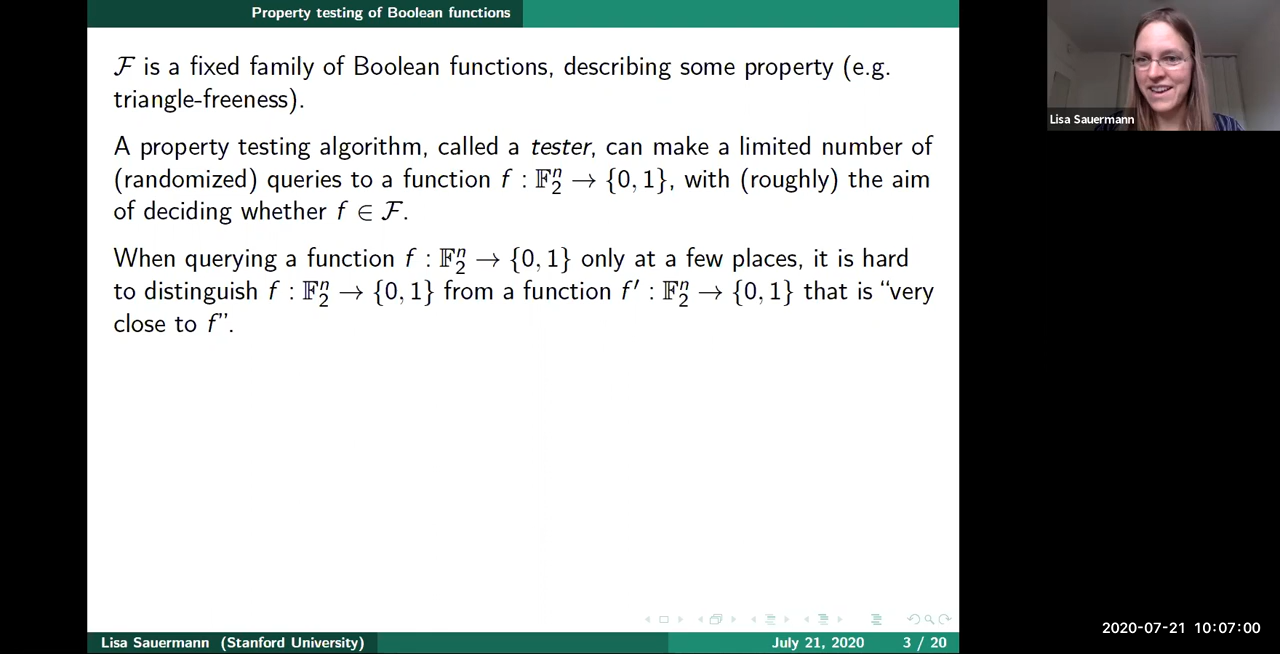 Property testing of Boolean functions
ℱ is a fixed family of Boolean functions, describing some property (e.g.
triangle-freeness).
A property testing algorithm, called a tester, can make a limited number of
(randomized) queries to a function f : 𝔽₂ⁿ → {0, 1}, with (roughly) the aim
of deciding whether f ∈ ℱ.
When querying a function f : 𝔽₂ⁿ → {0, 1} only at a few places, it is hard
to distinguish f : 𝔽₂ⁿ → {0, 1} from a function f′ : 𝔽₂ⁿ → {0, 1} that is “very
close to f”.
Lisa Sauermann (Stanford University)
July 21, 2020
3 / 20
Lisa Sauermann
2020-07-21 10:07:00